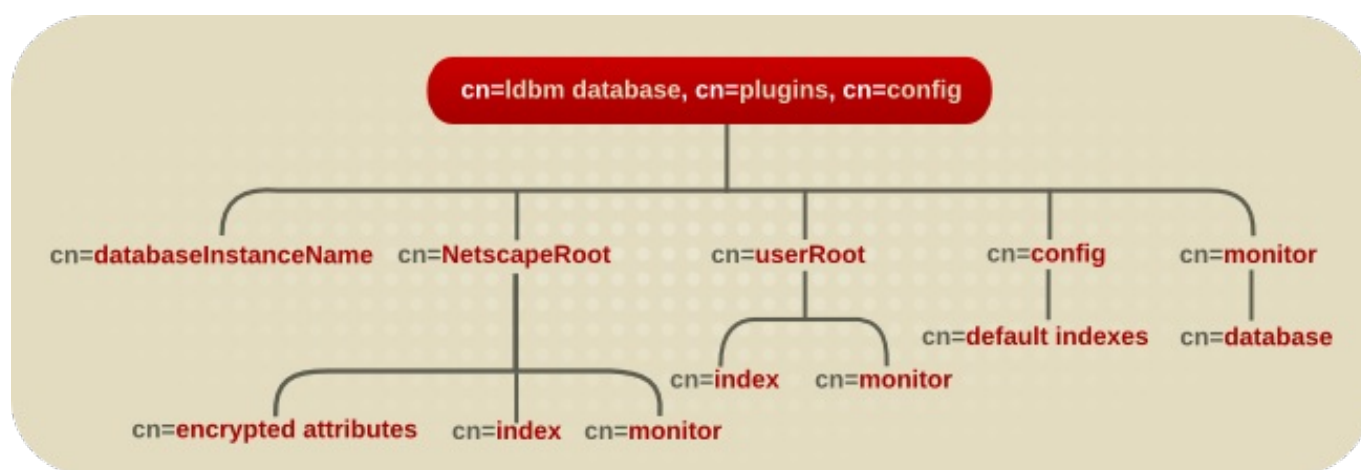 cn=ldbm database, cn=plugins, cn=config
cn=databaseInstanceName
cn=NetscapeRoot
cn=userRoot
cn=config
cn=monitor
cn=default indexes
cn=database
cn=index
cn=monitor
cn=encrypted attributes
cn=index
cn=monitor